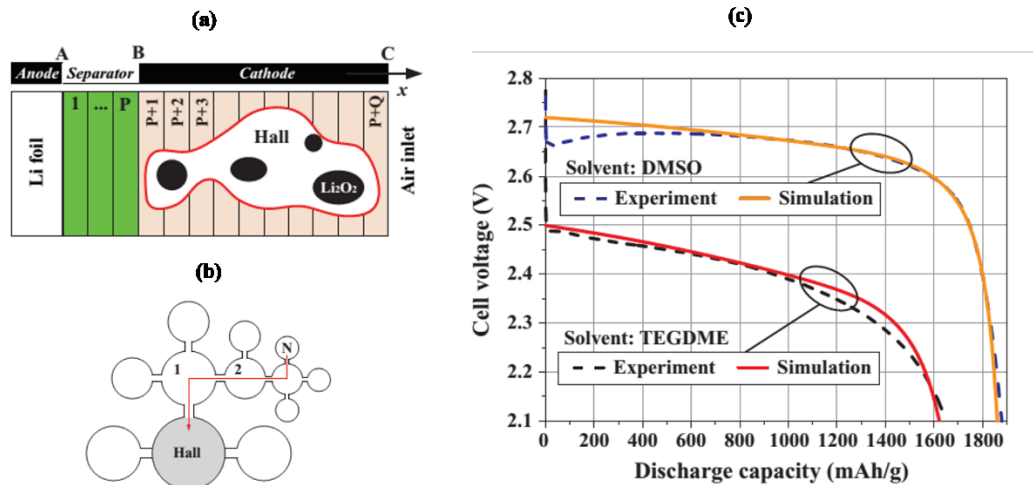 (a)
A
B
C
Anode
Separator
Cathode
x
Li foil
1
...
P
P+1
P+2
P+3
P+Q
Hall
Li₂O₂
Air inlet
(b)
1
2
N
Hall
(c)
Cell voltage (V)
2.8
2.7
2.6
2.5
2.4
2.3
2.2
2.1
Solvent: DMSO
Experiment
Simulation
Solvent: TEGDME
Experiment
Simulation
0 200 400 600 800 1000 1200 1400 1600 1800
Discharge capacity (mAh/g)